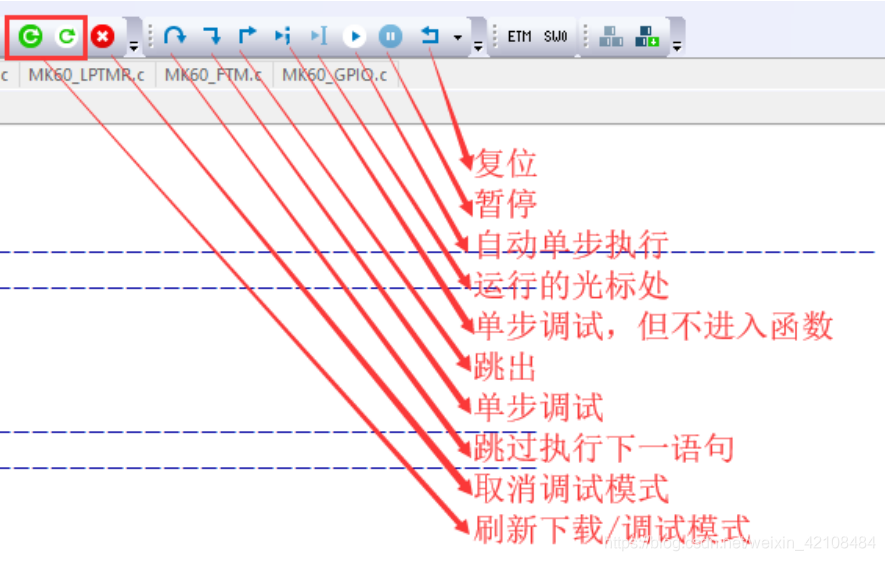 ETM SWO
c MK60_LPTMR.c MK60_FTM.c MK60_GPIO.c
复位
暂停
自动单步执行
运行的光标处
单步调试，但不进入函数
跳出
单步调试
跳过执行下一语句
取消调试模式
刷新下载/调试模式
https://blog.csdn.net/weixin_42108484